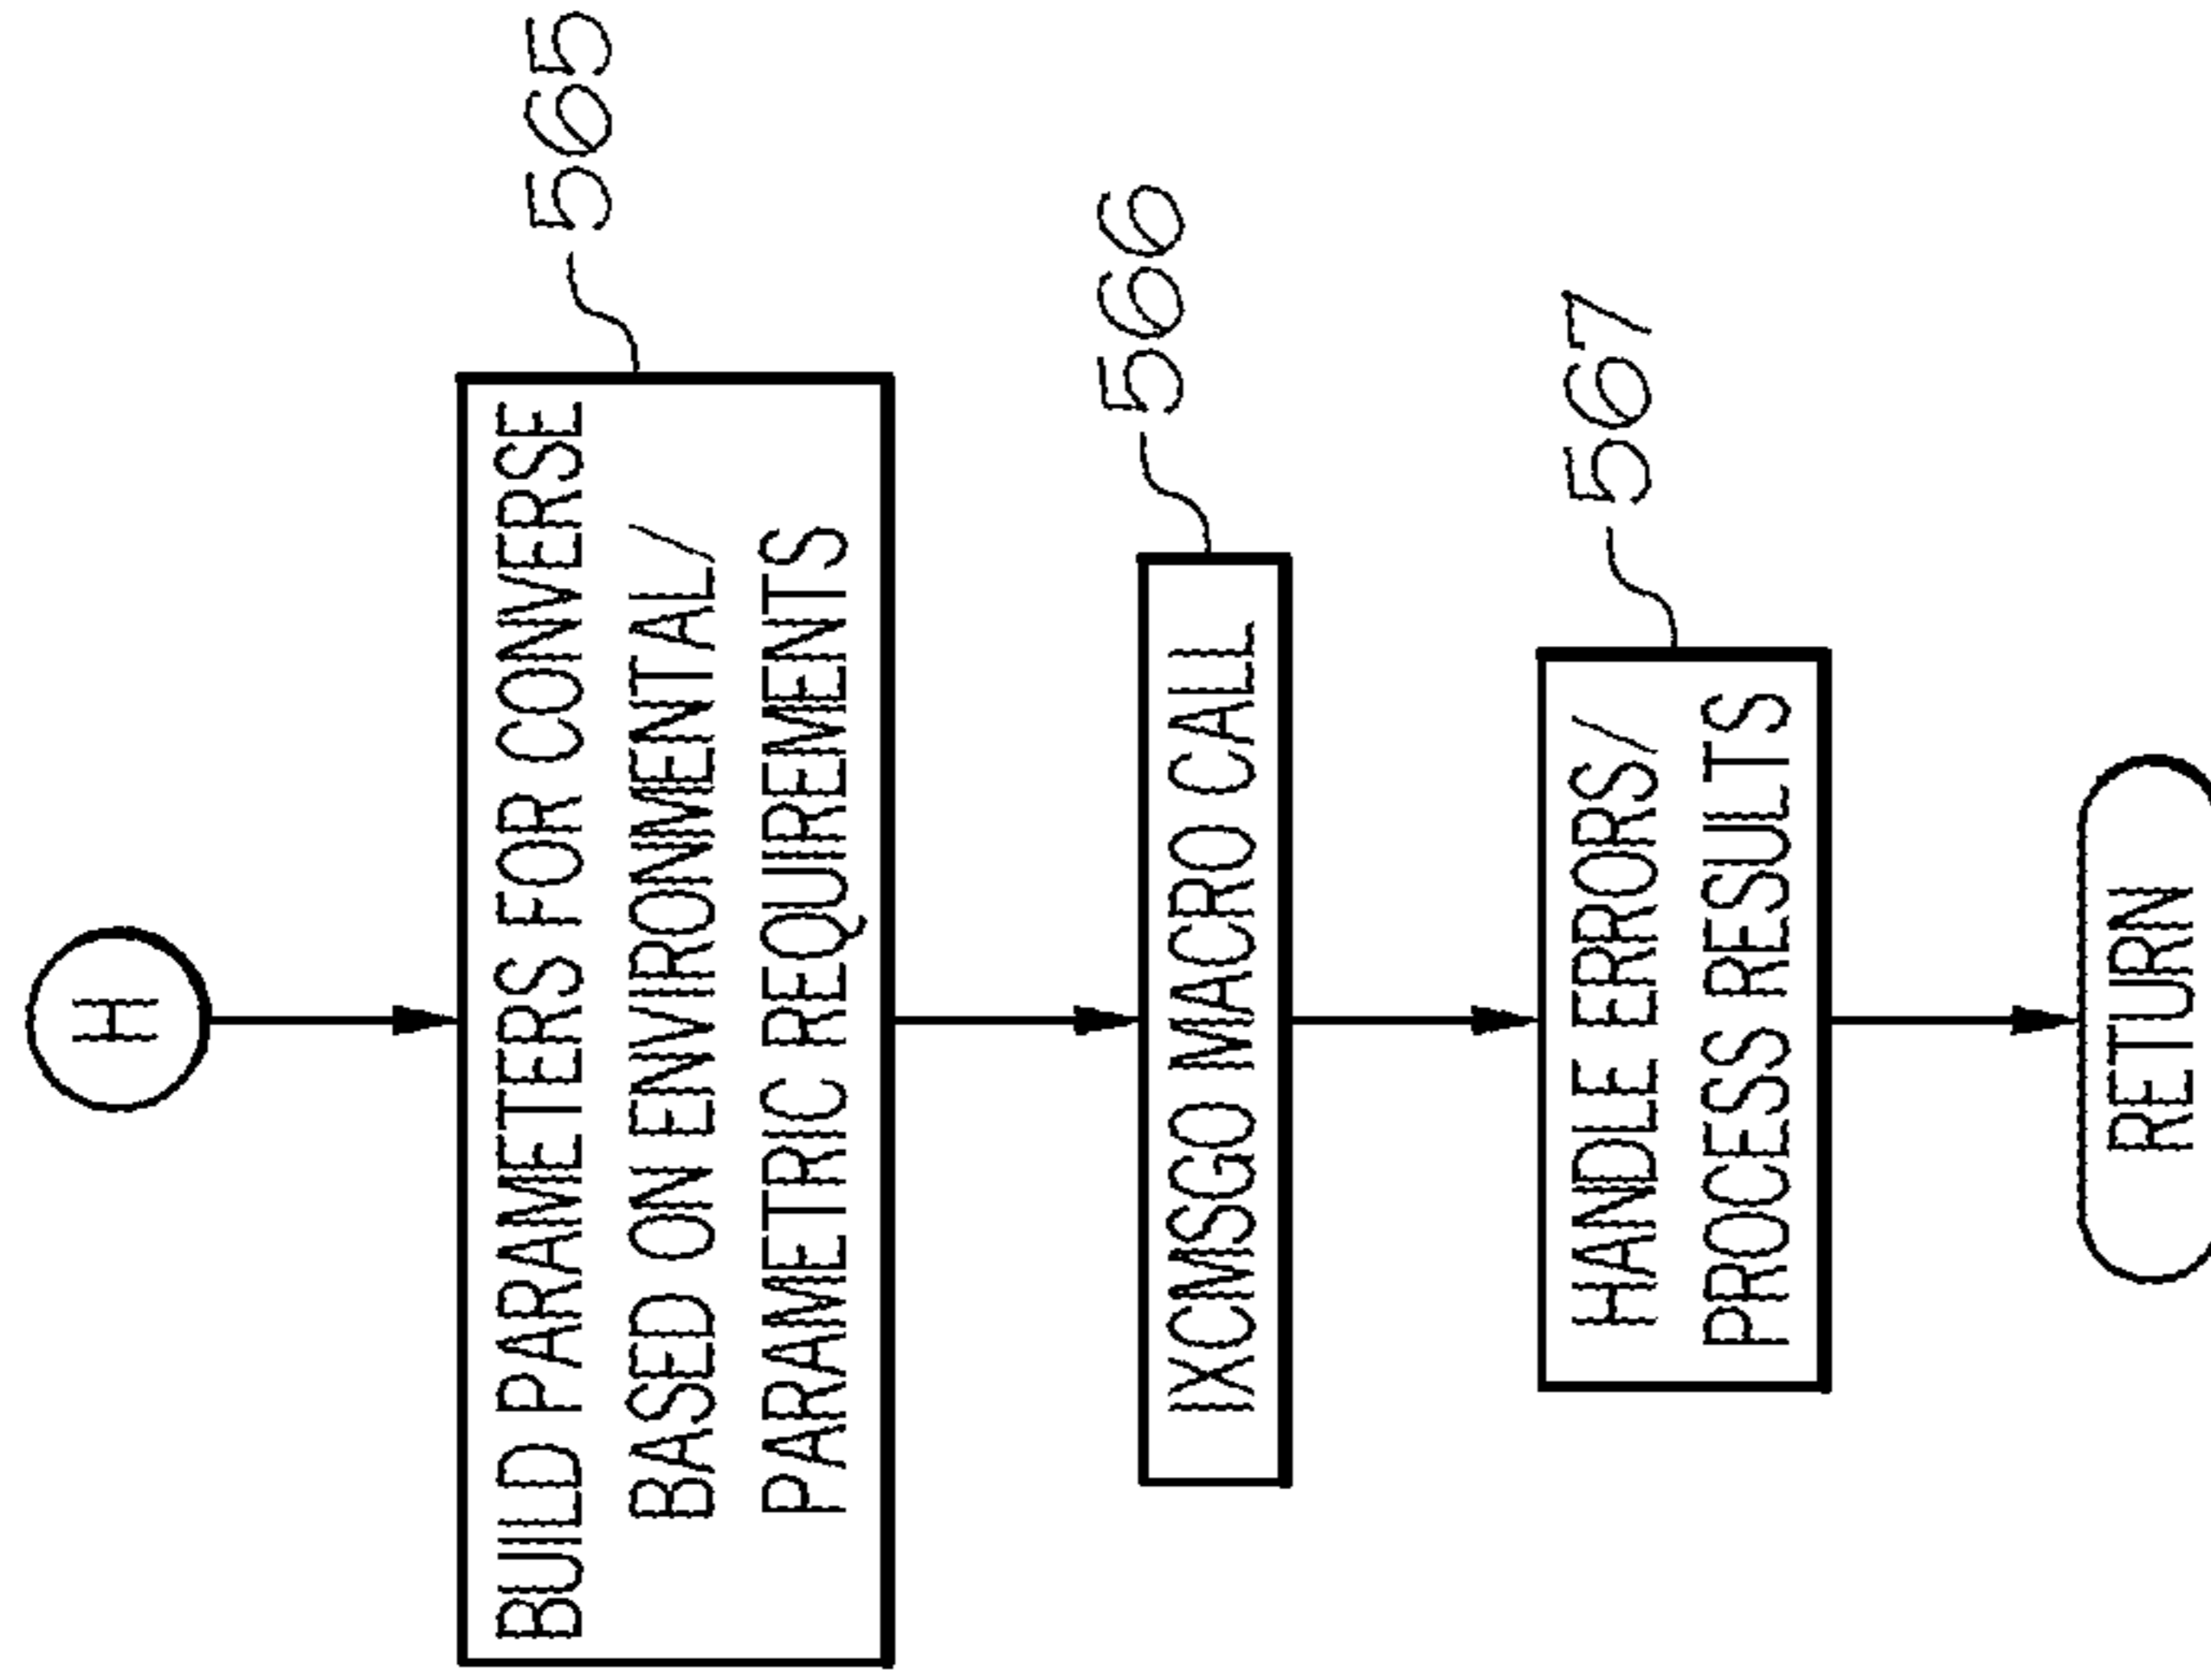 H
BUILD PARAMETERS FOR CONVERSE
BASED ON ENVIRONMENTAL/
PARAMETRIC REQUIREMENTS
565
IXCMSGO MACRO CALL
566
HANDLE ERRORS/
PROCESS RESULTS
567
RETURN